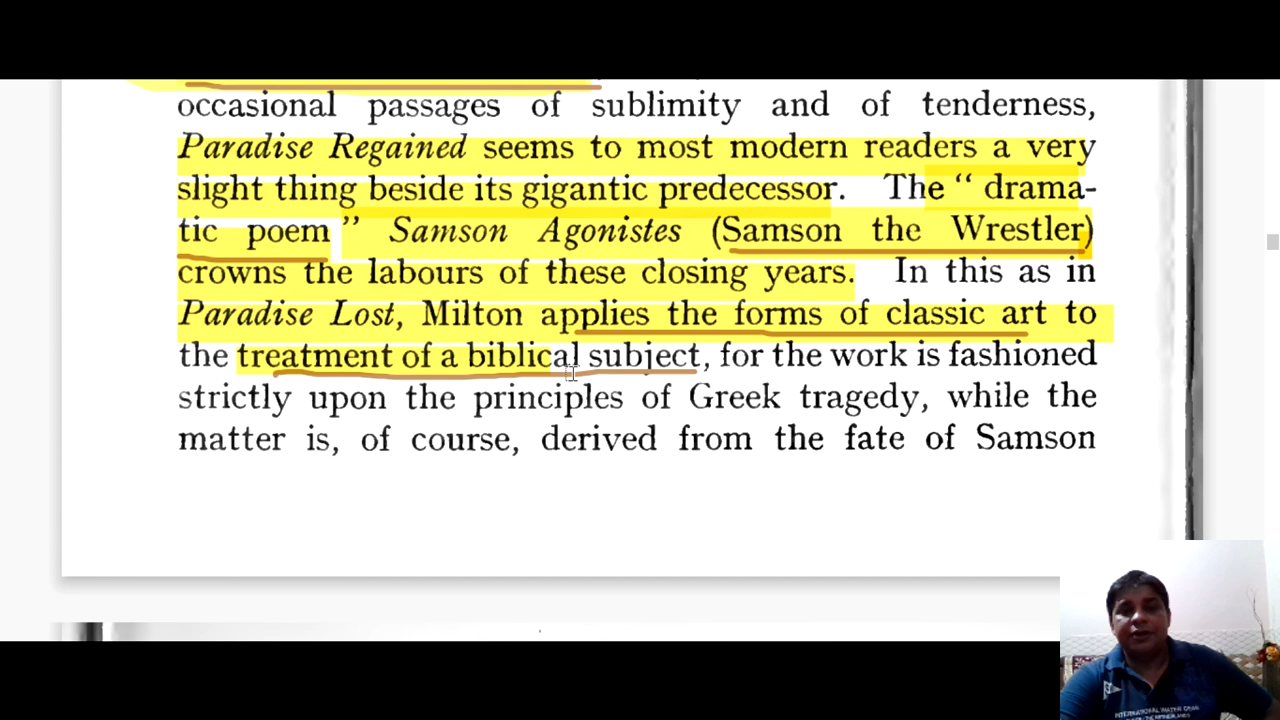 occasional passages of sublimity and of tenderness,
Paradise Regained seems to most modern readers a very
slight thing beside its gigantic predecessor. The “ drama-
tic poem ” Samson Agonistes (Samson the Wrestler)
crowns the labours of these closing years. In this as in
Paradise Lost, Milton applies the forms of classic art to
the treatment of a biblical subject, for the work is fashioned
strictly upon the principles of Greek tragedy, while the
matter is, of course, derived from the fate of Samson